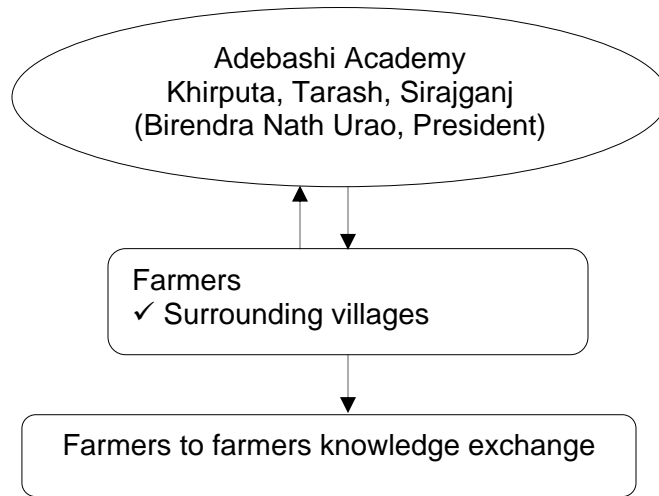 Adebashi Academy
Khirputa, Tarash, Sirajganj
(Birendra Nath Urao, President)
Farmers
✓ Surrounding villages
Farmers to farmers knowledge exchange